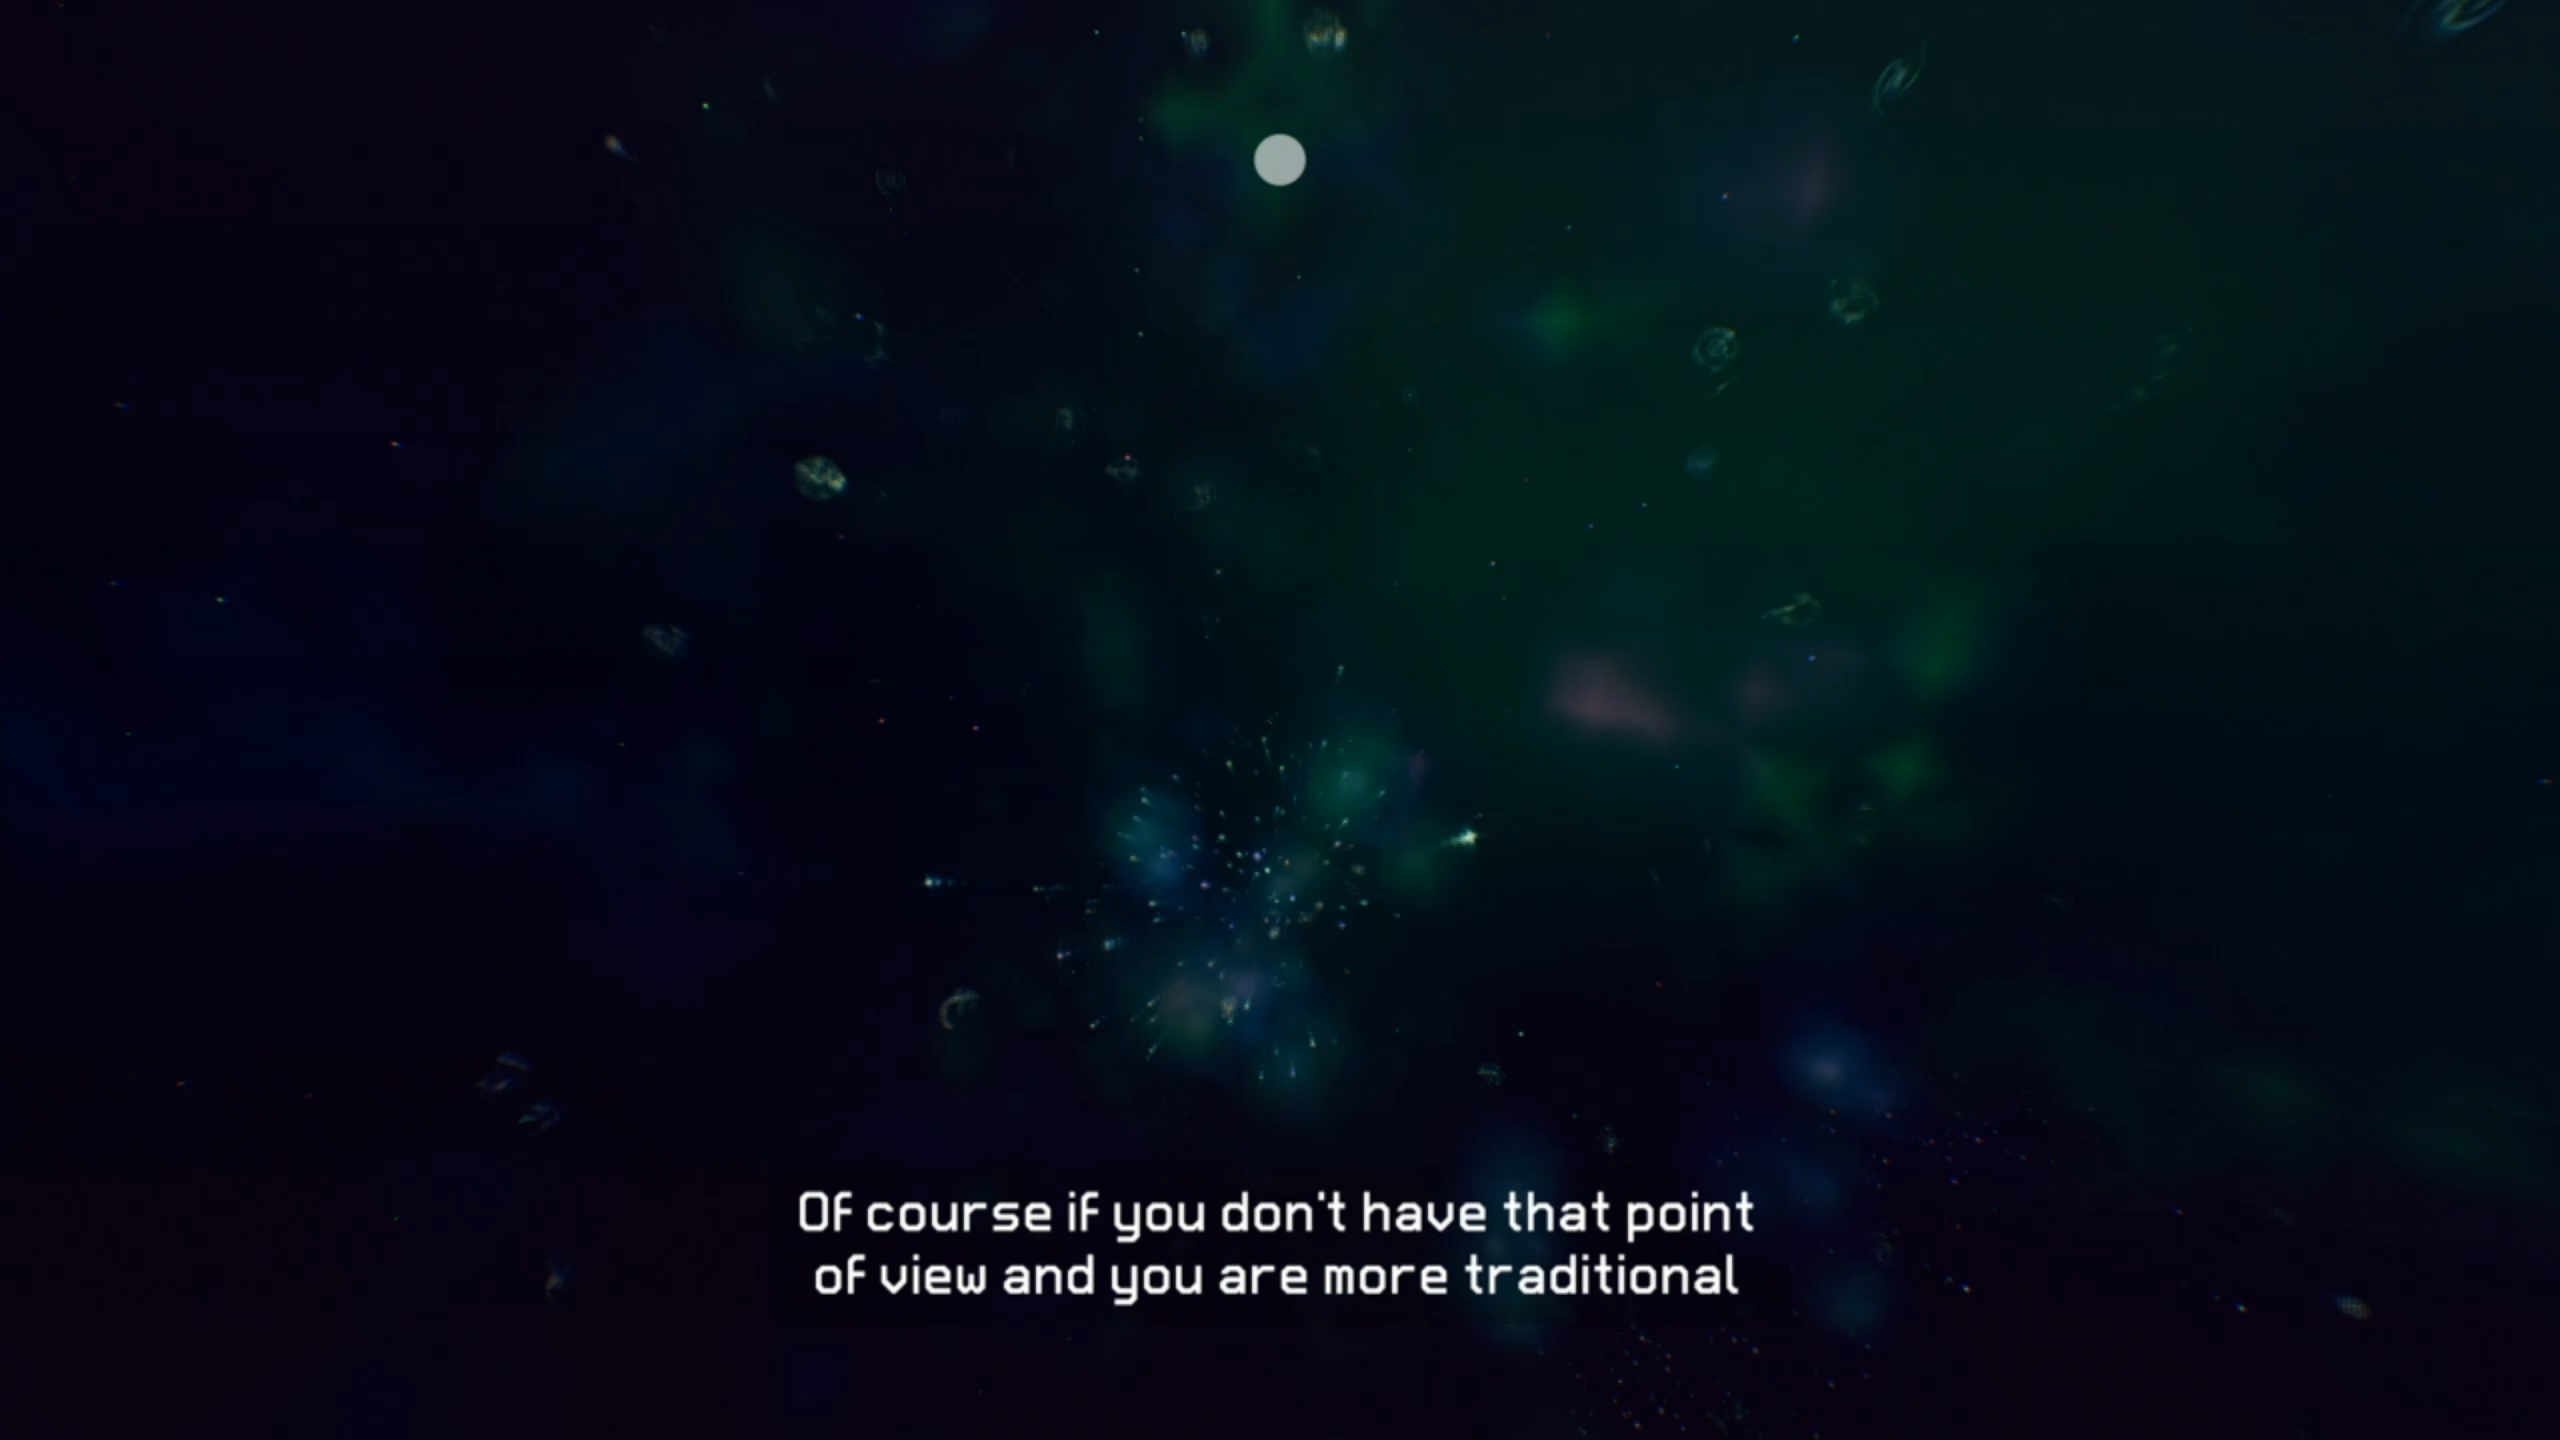 Of course if you don't have that point
of view and you are more traditional